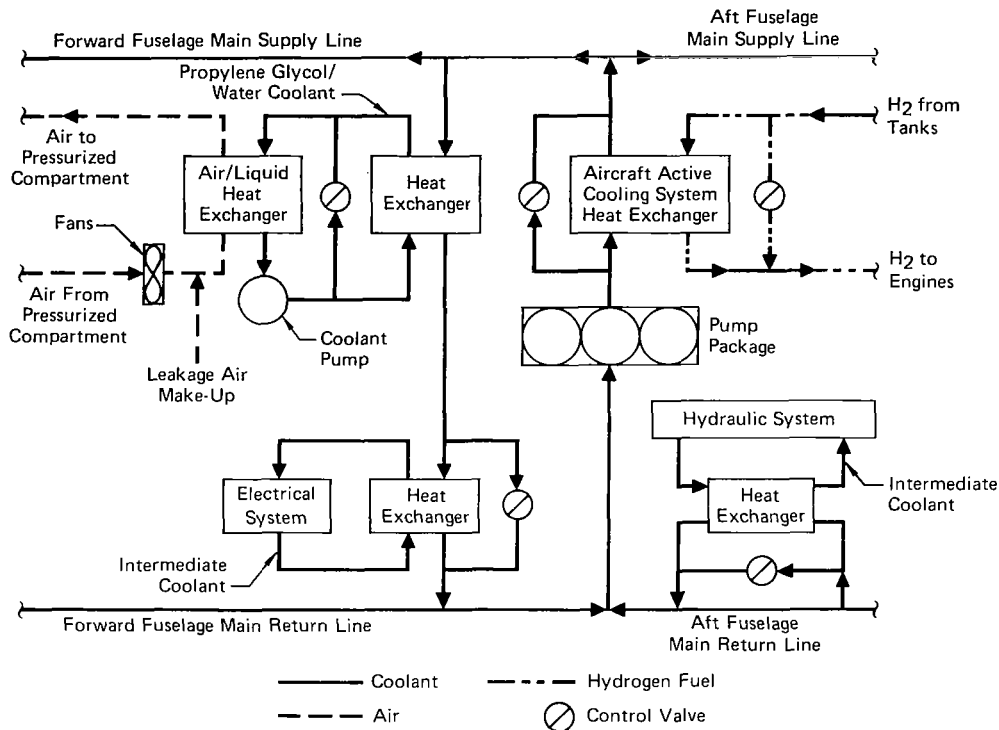 Forward Fuselage Main Supply Line
Aft Fuselage
Main Supply Line
Propylene Glycol/
Water Coolant
H2 from
Tanks
Air to
Pressurized
Compartment
Air/Liquid
Heat
Exchanger
Heat
Exchanger
Aircraft Active
Cooling System
Heat Exchanger
Fans
H2 to
Engines
Air From
Pressurized
Compartment
Coolant
Pump
Pump
Package
Leakage Air
Make-Up
Hydraulic System
Electrical
System
Heat
Exchanger
Heat
Exchanger
Intermediate
Coolant
Intermediate
Coolant
Forward Fuselage Main Return Line
Aft Fuselage
Main Return Line
Coolant
Hydrogen Fuel
Air
Control Valve